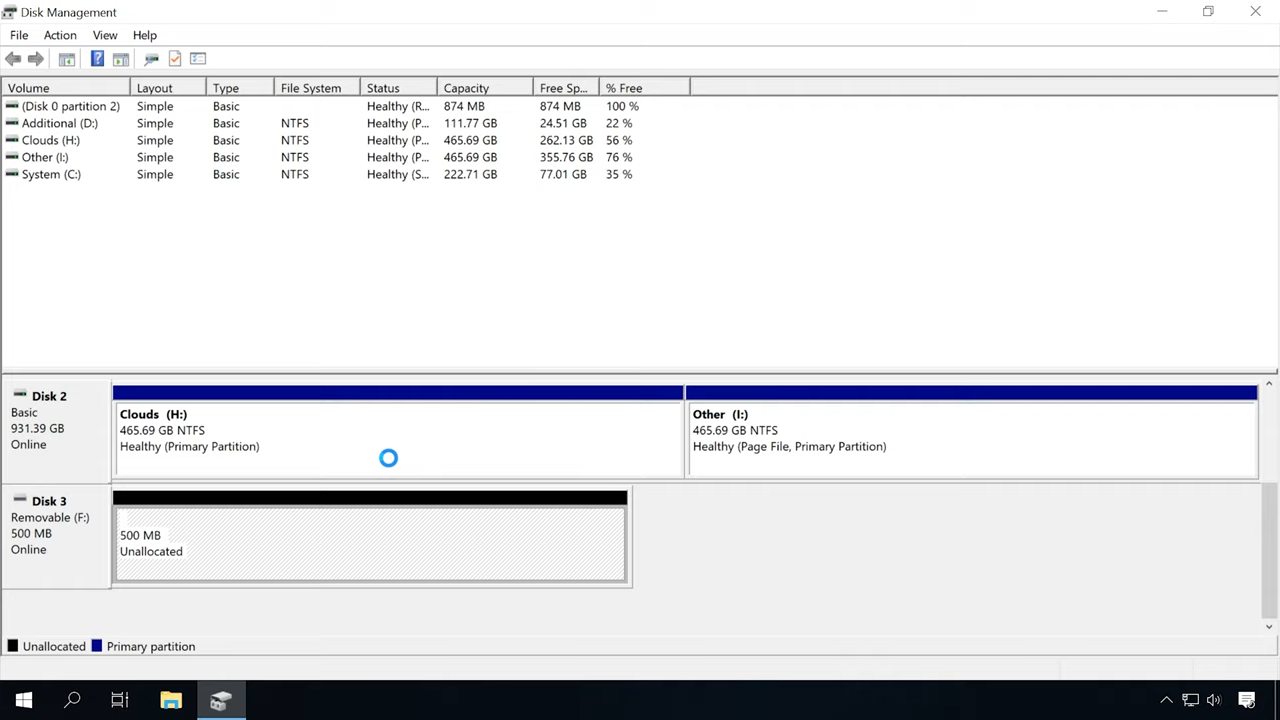 Disk Management
File Action View Help
Volume Layout Type File System Status Capacity Free Sp... % Free
(Disk 0 partition 2) Simple Basic Healthy (R... 874 MB 874 MB 100 %
Additional (D:) Simple Basic NTFS Healthy (P... 111.77 GB 24.51 GB 22 %
Clouds (H:) Simple Basic NTFS Healthy (P... 465.69 GB 262.13 GB 56 %
Other (I:) Simple Basic NTFS Healthy (P... 465.69 GB 355.76 GB 76 %
System (C:) Simple Basic NTFS Healthy (S... 222.71 GB 77.01 GB 35 %
Disk 2
Basic
931.39 GB
Online
Clouds (H:)
465.69 GB NTFS
Healthy (Primary Partition)
Other (I:)
465.69 GB NTFS
Healthy (Page File, Primary Partition)
Disk 3
Removable (F:)
500 MB
Online
500 MB
Unallocated
Unallocated Primary partition